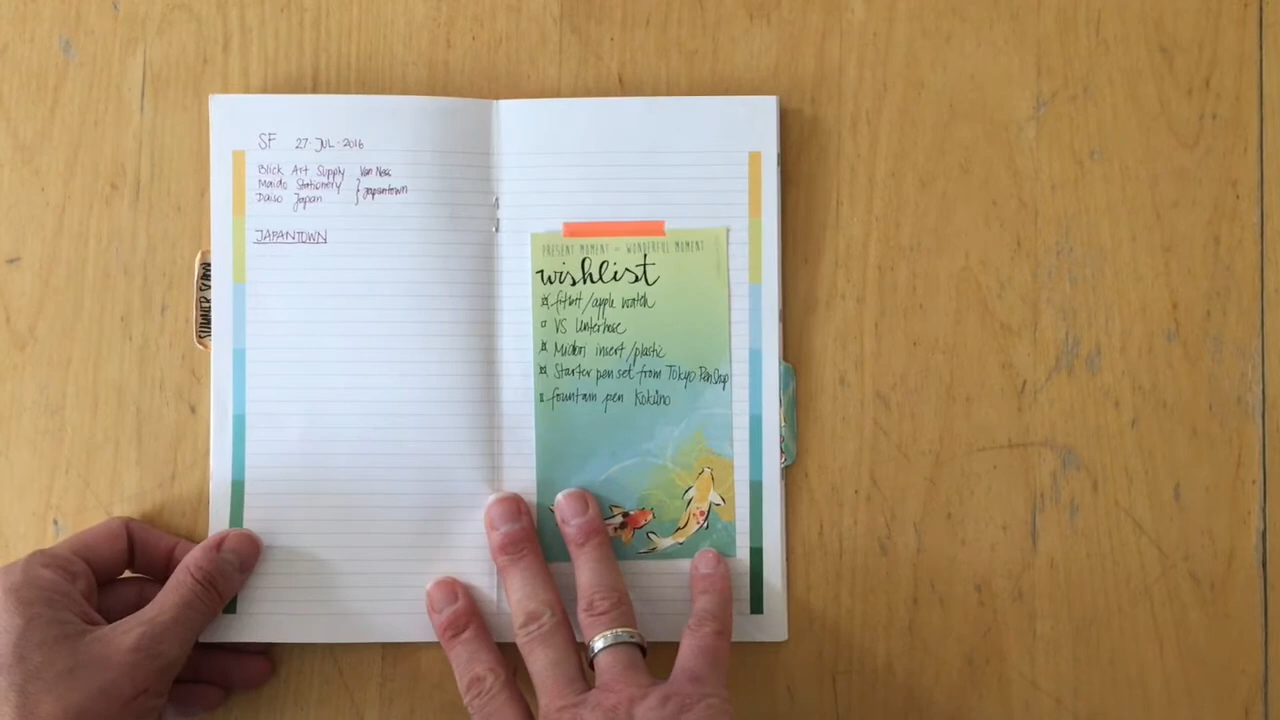 SF 27-JUL-2016
Blick Art Supply Van Ness
Maido Stationery
Daiso Japan
Japantown
JAPANTOWN
PRESENT MOMENT = WONDERFUL MOMENT
wishlist
fitbit/apple watch
VS Unterhose
Midori insert/plastic
Starter pen set from Tokyo Pen Shop
fountain pen
SUMMER